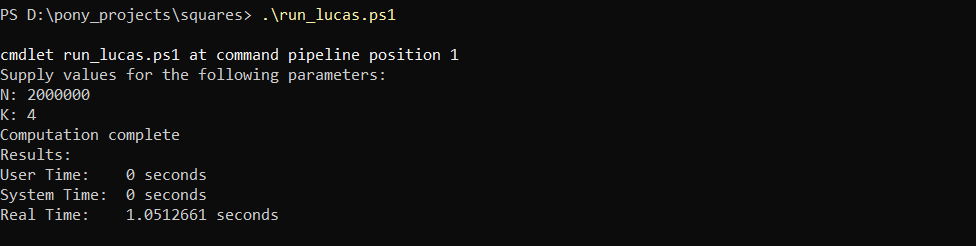 PS D:\pony_projects\squares> .\run_lucas.ps1
cmdlet run_lucas.ps1 at command pipeline position 1
Supply values for the following parameters:
N: 2000000
K: 4
Computation complete
Results:
User Time:    0 seconds
System Time:  0 seconds
Real Time:    1.0512661 seconds